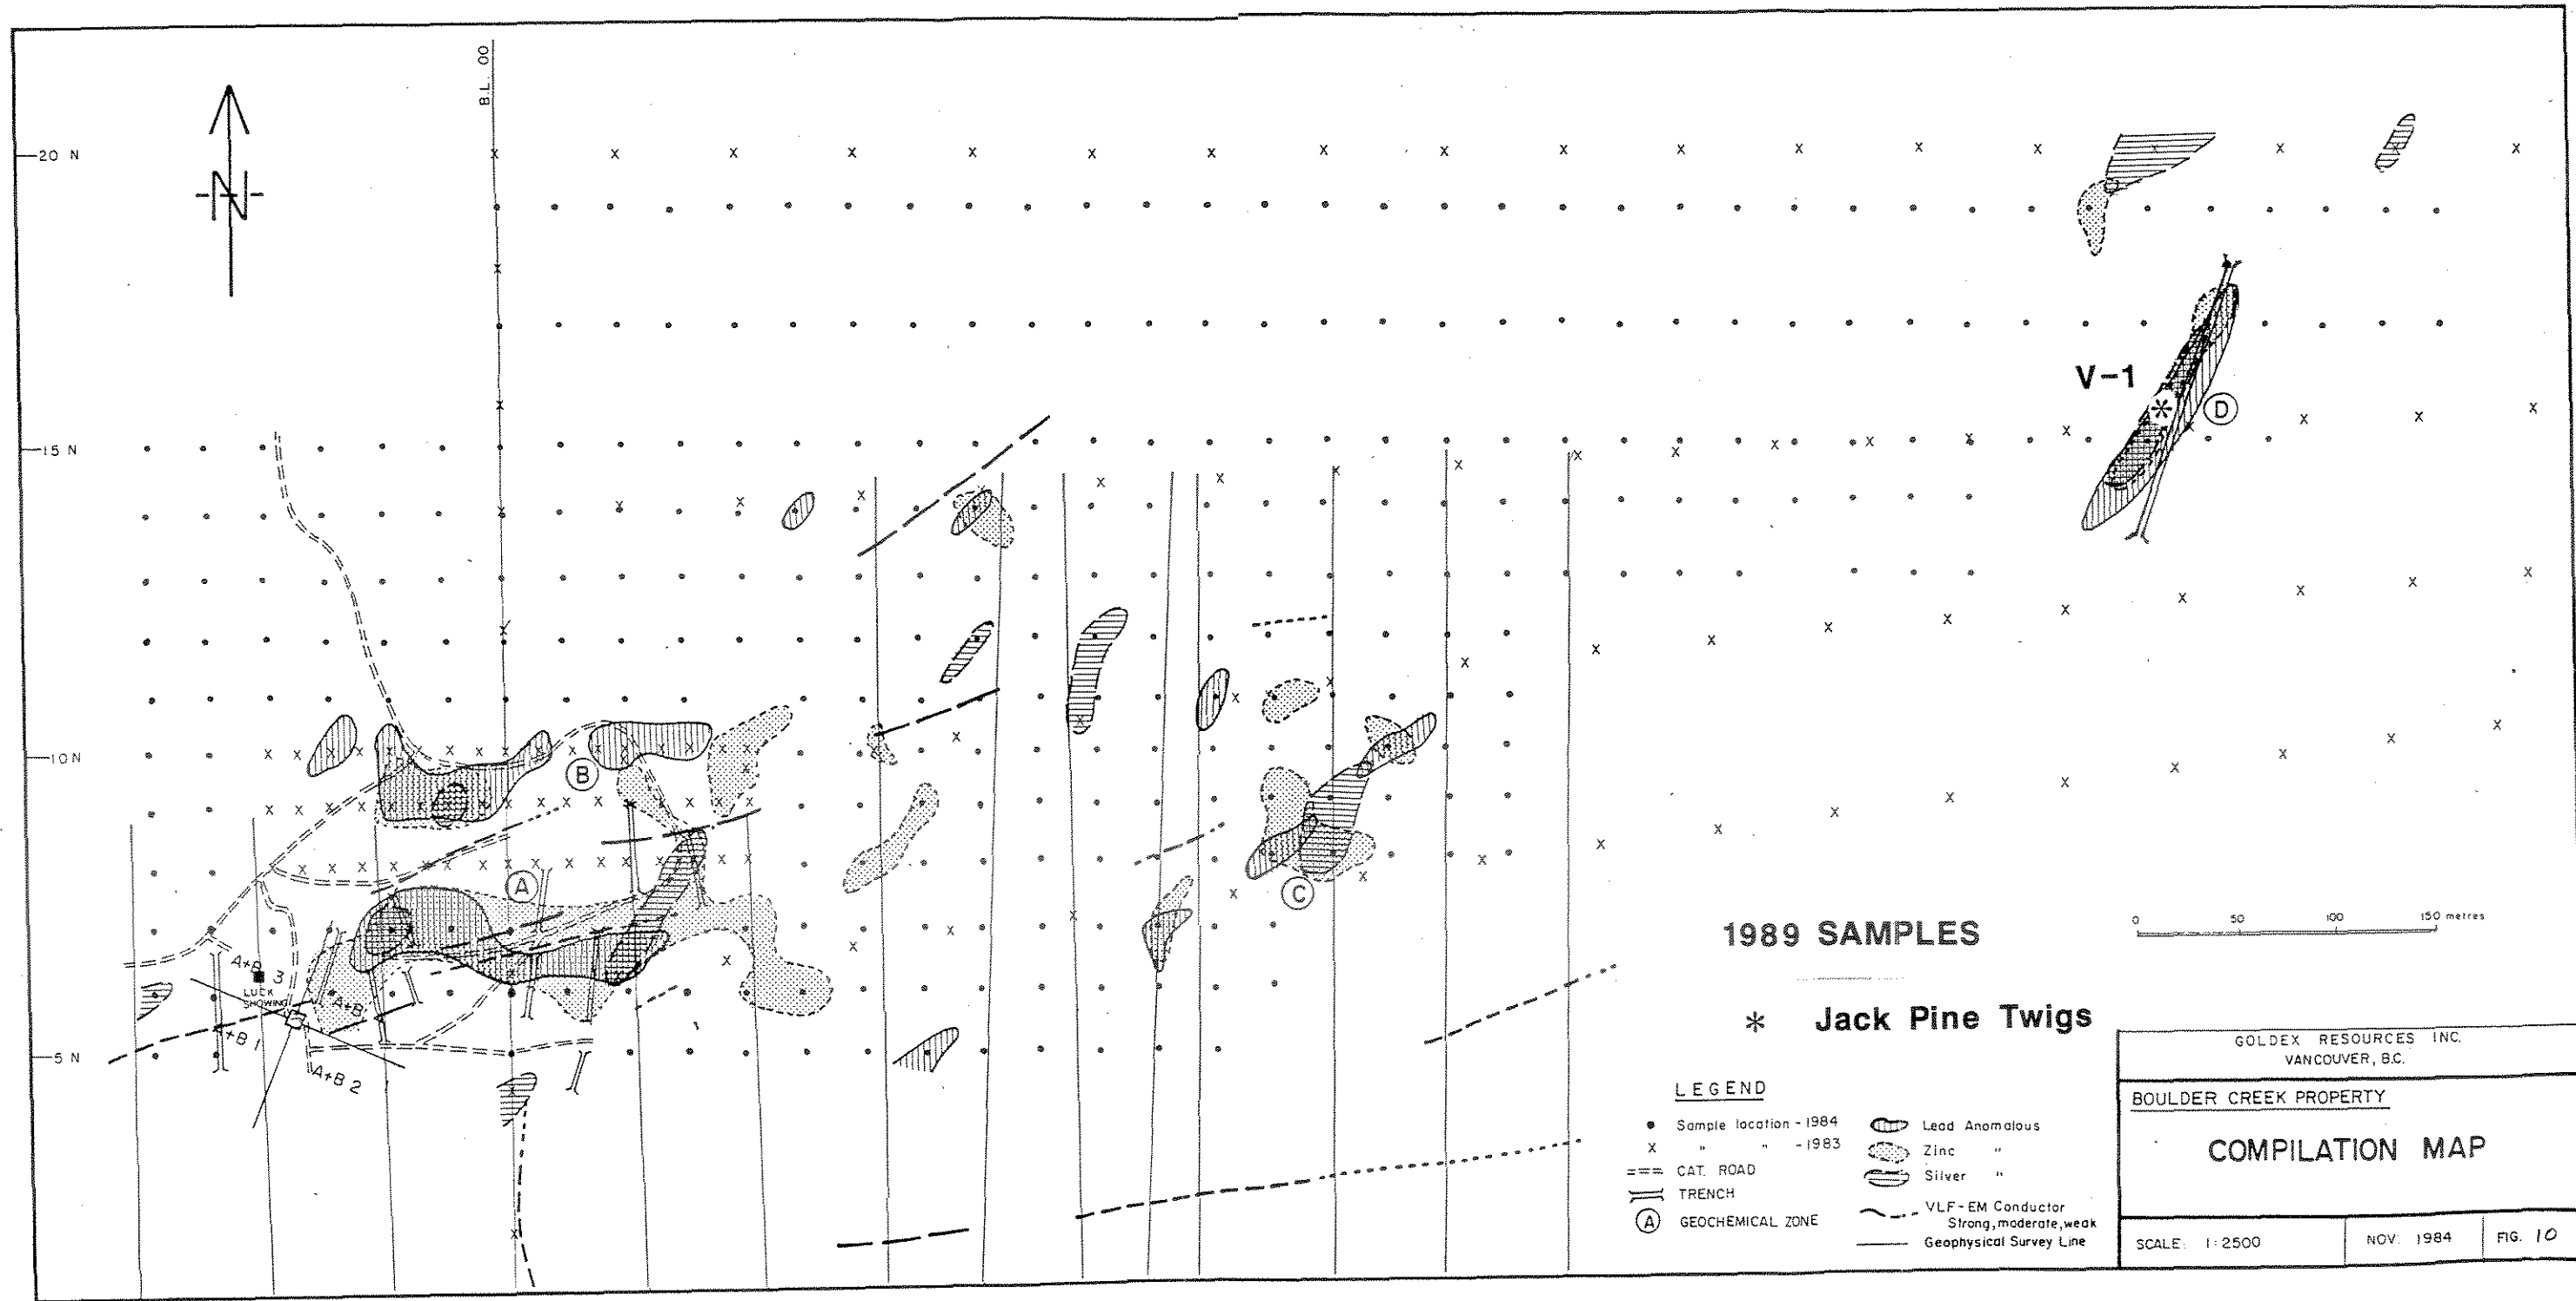 B.L. 00
20 N
N
15 N
V-1
D
10 N
B
A
C
A+B 3
LUCK
SHOWING
A+B
A+B 1
5 N
A+B 2
1989 SAMPLES
0 50 100 150 metres
* Jack Pine Twigs
LEGEND
• Sample location - 1984
x " " - 1983
=== CAT. ROAD
TRENCH
A GEOCHEMICAL ZONE
Lead Anomalous
Zinc "
Silver "
VLF-EM Conductor
Strong, moderate, weak
Geophysical Survey Line
GOLDEX RESOURCES INC.
VANCOUVER, B.C.
BOULDER CREEK PROPERTY
COMPILATION MAP
SCALE: 1:2500
NOV. 1984
FIG. 10